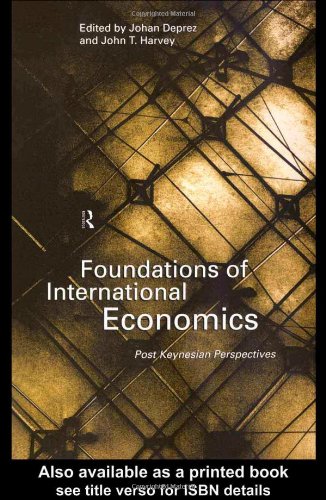 Edited by Johan Deprez
and John T. Harvey
Foundations of
International
Economics
Post Keynesian Perspectives
Also available as a printed book
see title verso for ISBN details